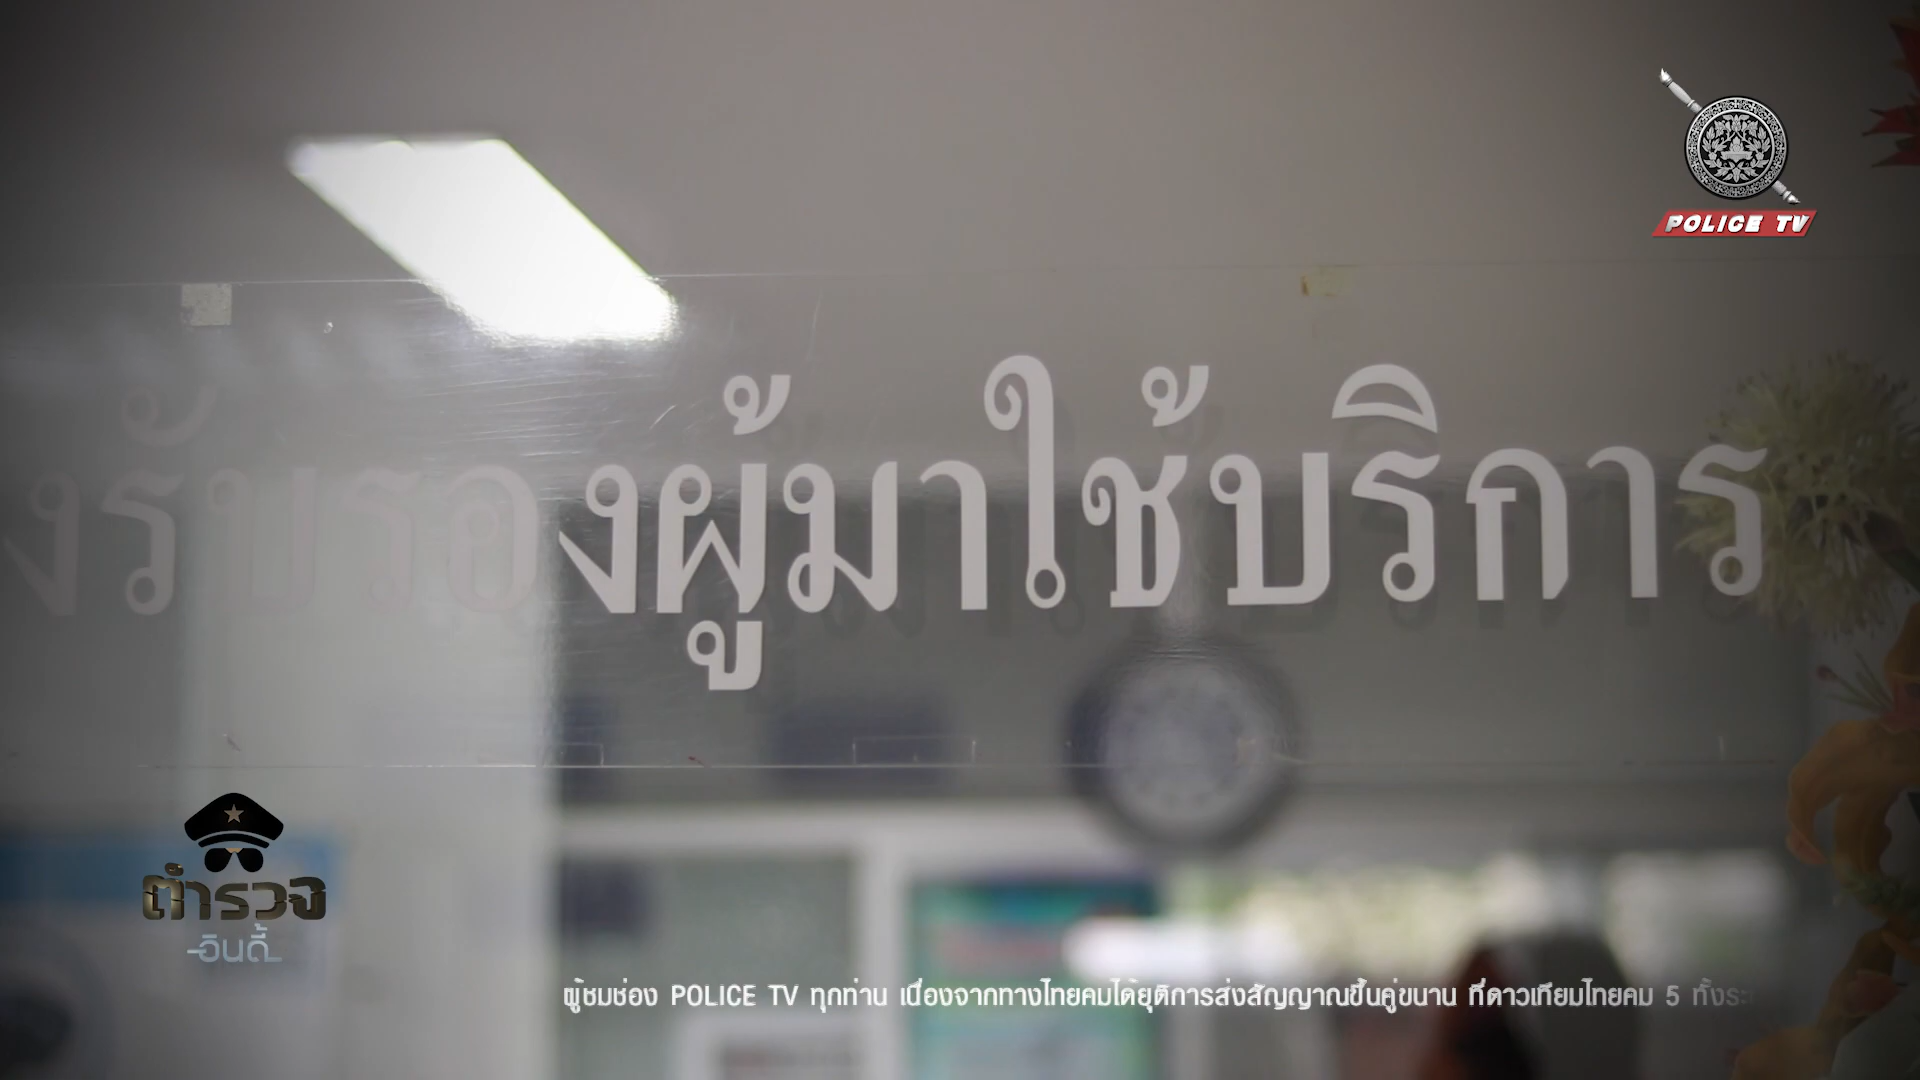 POLICE TV
งรับรองผู้มาใช้บริการ
ตำรวจ
อินดี้
ผู้ชมช่อง POLICE TV ทุกท่าน เนื่องจากทางไทยคมได้ยุติการส่งสัญญาณขึ้นคู่ขนาน ที่ดาวเทียมไทยคม 5 ทั้งระ